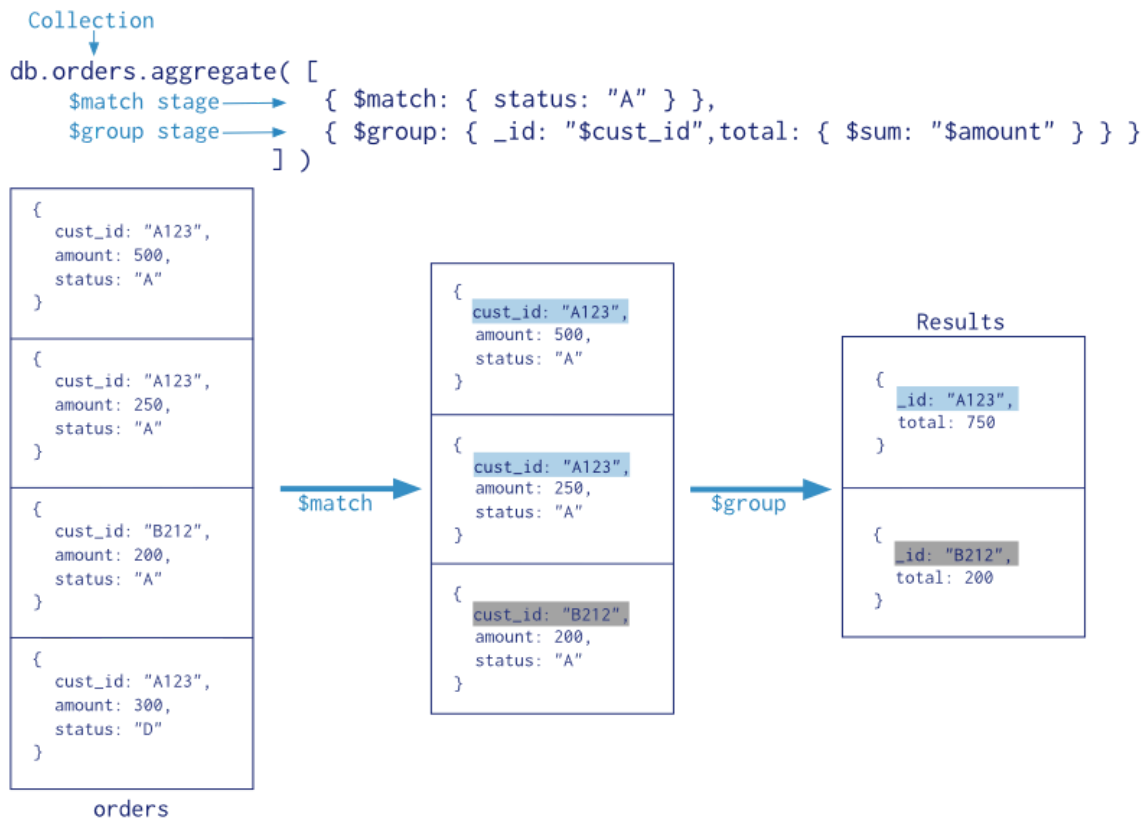 Collection
db.orders.aggregate( [
$match stage { $match: { status: "A" } },
$group stage { $group: { _id: "$cust_id",total: { $sum: "$amount" } } }
] )
{
cust_id: "A123",
amount: 500,
status: "A"
}
{
cust_id: "A123",
amount: 250,
status: "A"
}
{
cust_id: "B212",
amount: 200,
status: "A"
}
{
cust_id: "A123",
amount: 300,
status: "D"
}
orders
$match
{
cust_id: "A123",
amount: 500,
status: "A"
}
{
cust_id: "A123",
amount: 250,
status: "A"
}
{
cust_id: "B212",
amount: 200,
status: "A"
}
$group
Results
{
_id: "A123",
total: 750
}
{
_id: "B212",
total: 200
}